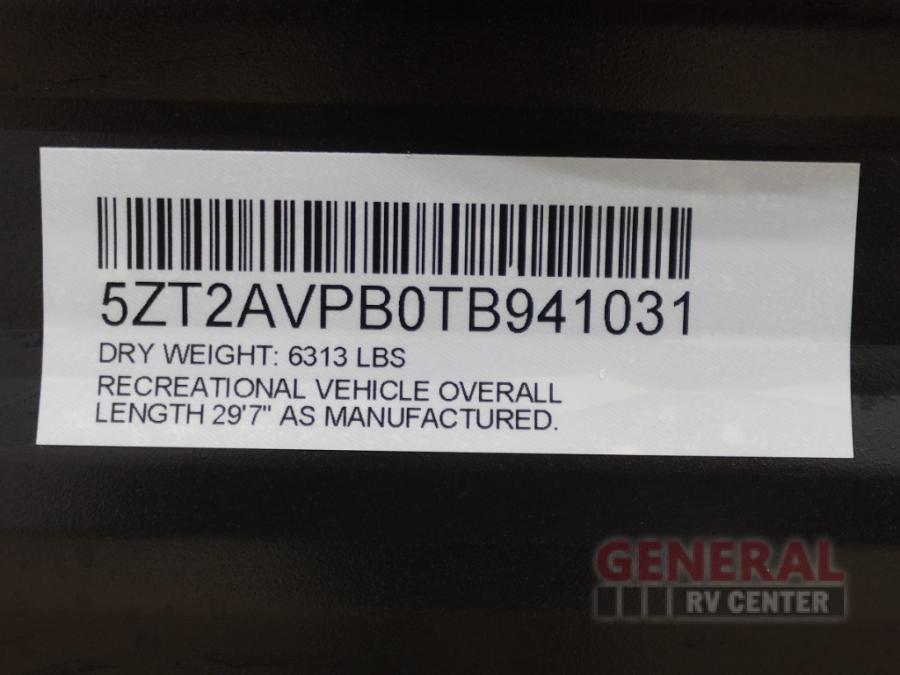 5ZT2AVPB0TB941031
DRY WEIGHT: 6313 LBS
RECREATIONAL VEHICLE OVERALL
LENGTH 29'7" AS MANUFACTURED.
GENERAL
RV CENTER